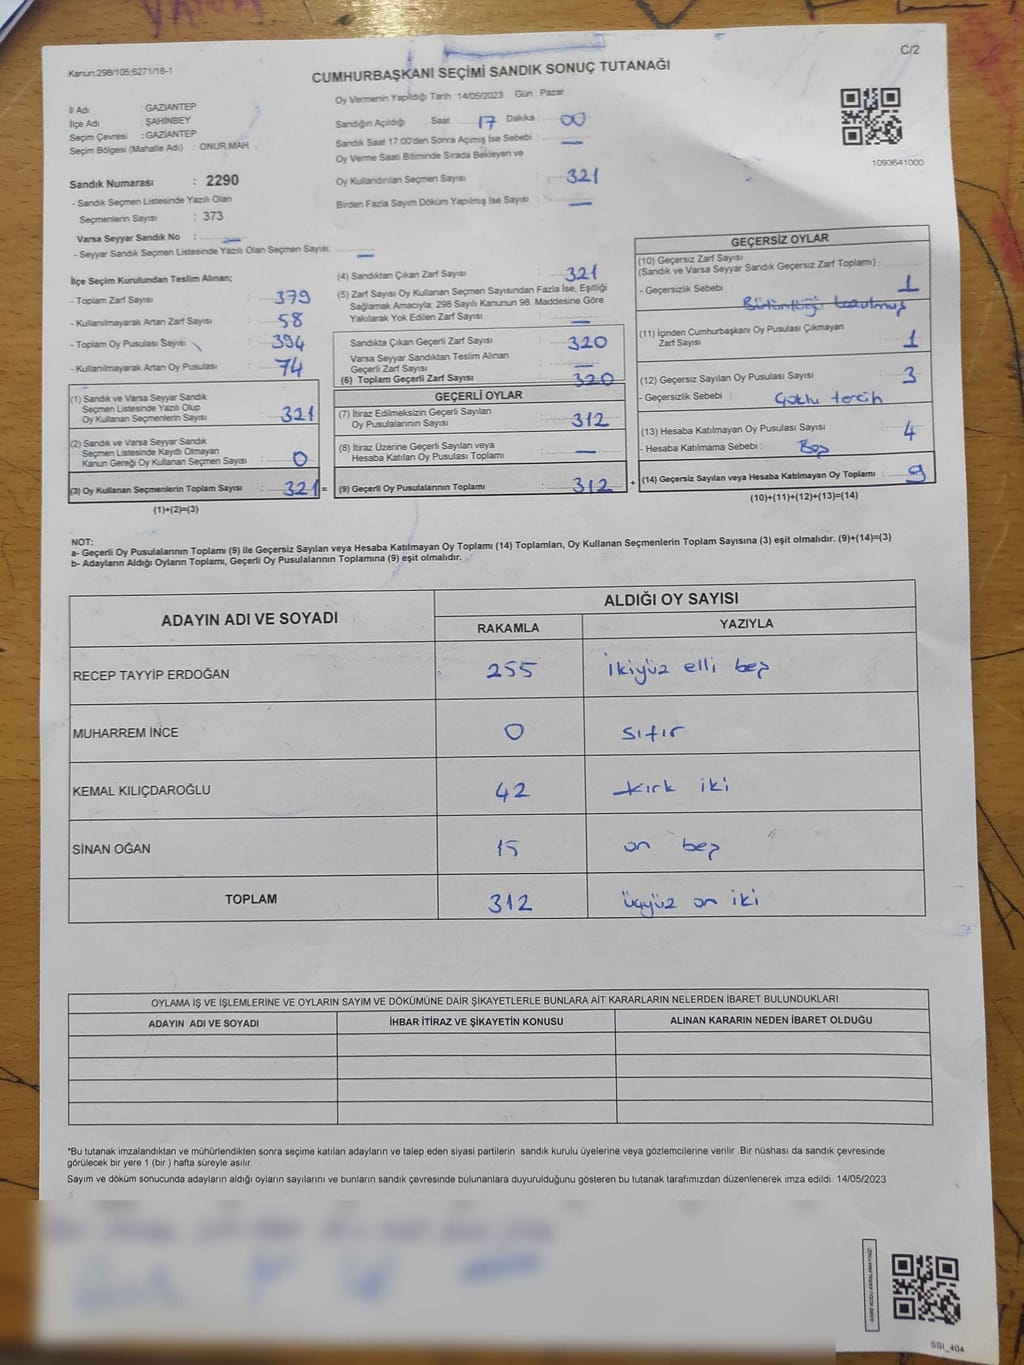 C/2
Kanun:298/105;6271/18-1
CUMHURBAŞKANI SEÇİMİ SANDIK SONUÇ TUTANAĞI
Oy Vermenin Yapıldığı Tarih :14/05/2023 Gün : Pazar
İl Adı : GAZİANTEP
İlçe Adı : ŞAHİNBEY
Seçim Çevresi : GAZİANTEP
Seçim Bölgesi (Mahalle Adı) : ONUR MAH
Sandığın Açıldığı Saat 17 Dakika 00
Sandık Saat 17:00'den Sonra Açımış İse Sebebi : —
Oy Verme Saati Bitiminde Sırada Bekleyen ve
Oy Kullandırılan Seçmen Sayısı : 321
Birden Fazla Sayım Döküm Yapılmış İse Sayısı : —
1093641000
Sandık Numarası : 2290
- Sandık Seçmen Listesinde Yazılı Olan
Seçmenlerin Sayısı : 373
Varsa Seyyar Sandık No : —
- Seyyar Sandık Seçmen Listesinde Yazılı Olan Seçmen Sayısı: —
İlçe Seçim Kurulundan Teslim Alınan;
- Toplam Zarf Sayısı : 379
- Kullanılmayarak Artan Zarf Sayısı : 58
- Toplam Oy Pusulası Sayısı : 394
- Kullanılmayarak Artan Oy Pusulası : 74
(1) Sandık ve Varsa Seyyar Sandık
Seçmen Listesinde Yazılı Olup
Oy Kullanan Seçmenlerin Sayısı : 321
(2) Sandık ve Varsa Seyyar Sandık
Seçmen Listesinde Kayıtlı Olmayan
Kanun Gereği Oy Kullanan Seçmen Sayısı : 0
(3) Oy Kullanan Seçmenlerin Toplam Sayısı : 321 =
(1)+(2)=(3)
(4) Sandıktan Çıkan Zarf Sayısı : 321
(5) Zarf Sayısı Oy Kullanan Seçmen Sayısından Fazla İse, Eşitliği
Sağlamak Amacıyla; 298 Sayılı Kanunun 98. Maddesine Göre
Yakılarak Yok Edilen Zarf Sayısı : —
Sandıkta Çıkan Geçerli Zarf Sayısı : 320
Varsa Seyyar Sandıktan Teslim Alınan
Geçerli Zarf Sayısı : —
(6) Toplam Geçerli Zarf Sayısı : 320
GEÇERLİ OYLAR
(7) İtiraz Edilmeksizin Geçerli Sayılan
Oy Pusulalarının Sayısı : 312
(8) İtiraz Üzerine Geçerli Sayılan veya
Hesaba Katılan Oy Pusulası Toplamı : —
(9) Geçerli Oy Pusulalarının Toplamı : 312 +
GEÇERSİZ OYLAR
(10) Geçersiz Zarf Sayısı
(Sandık ve Varsa Seyyar Sandık Geçersiz Zarf Toplamı) : 1
- Geçersizlik Sebebi : Bütünlüğü bozulmuş
(11) İçinden Cumhurbaşkanı Oy Pusulası Çıkmayan
Zarf Sayısı : 1
(12) Geçersiz Sayılan Oy Pusulası Sayısı : 3
- Geçersizlik Sebebi : Çoklu tercih
(13) Hesaba Katılmayan Oy Pusulası Sayısı : 4
- Hesaba Katılmama Sebebi : Boş
(14) Geçersiz Sayılan veya Hesaba Katılmayan Oy Toplamı : 9
(10)+(11)+(12)+(13)=(14)
NOT:
a- Geçerli Oy Pusulalarının Toplamı (9) ile Geçersiz Sayılan veya Hesaba Katılmayan Oy Toplamı (14) Toplamları, Oy Kullanan Seçmenlerin Toplam Sayısına (3) eşit olmalıdır. (9)+(14)=(3)
b- Adayların Aldığı Oyların Toplamı, Geçerli Oy Pusulalarının Toplamına (9) eşit olmalıdır.
ADAYIN ADI VE SOYADI ALDIĞI OY SAYISI
RAKAMLA YAZIYLA
RECEP TAYYİP ERDOĞAN 255 ikiyüz elli beş
MUHARREM İNCE 0 sıfır
KEMAL KILIÇDAROĞLU 42 kırk iki
SİNAN OĞAN 15 on beş
TOPLAM 312 üçyüz on iki
OYLAMA İŞ VE İŞLEMLERİNE VE OYLARIN SAYIM VE DÖKÜMÜNE DAİR ŞİKAYETLERLE BUNLARA AİT KARARLARIN NELERDEN İBARET BULUNDUKLARI
ADAYIN ADI VE SOYADI İHBAR İTİRAZ VE ŞİKAYETİN KONUSU ALINAN KARARIN NEDEN İBARET OLDUĞU
*Bu tutanak imzalandıktan ve mühürlendikten sonra seçime katılan adayların ve talep eden siyasi partilerin sandık kurulu üyelerine veya gözlemcilerine verilir .Bir nüshası da sandık çevresinde
görülecek bir yere 1 (bir ) hafta süreyle asılır.
Sayım ve döküm sonucunda adayların aldığı oyların sayılarını ve bunların sandık çevresinde bulunanlara duyurulduğunu gösteren bu tutanak tarafımızdan düzenlenerek imza edildi. 14/05/2023
SSI_404